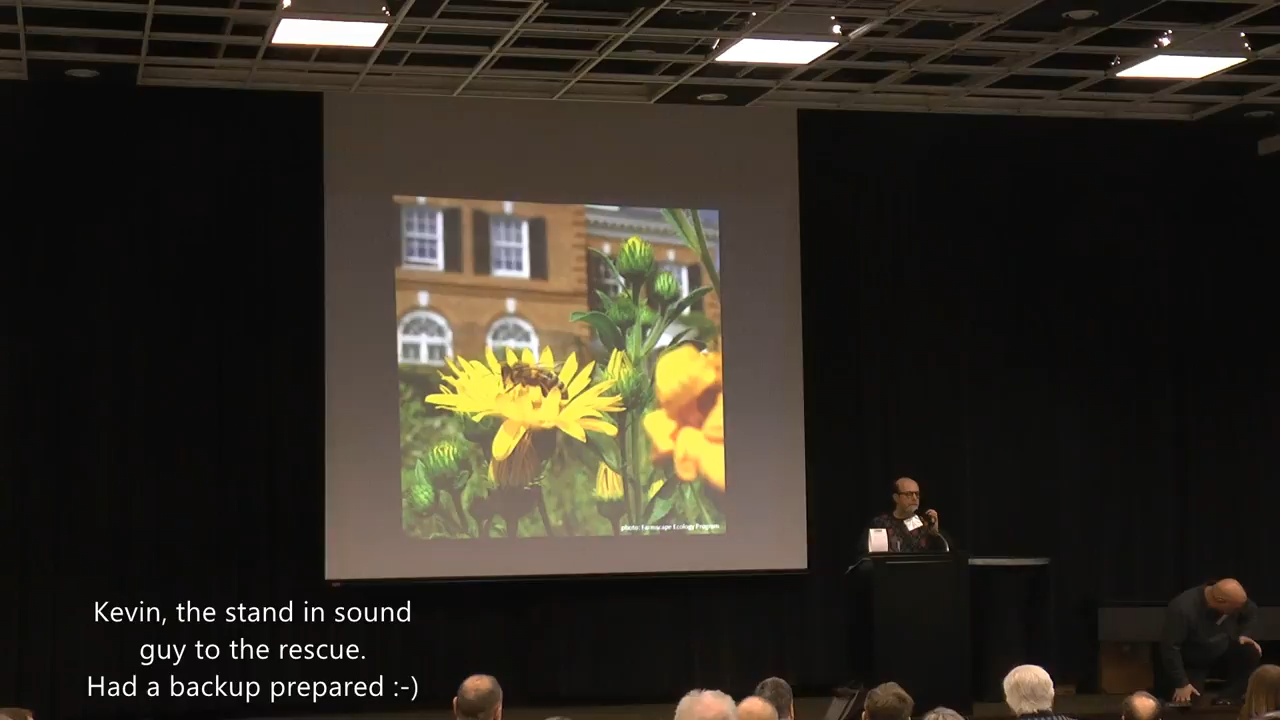 photo: Farmscape Ecology Program
Kevin, the stand in sound
guy to the rescue.
Had a backup prepared :-)